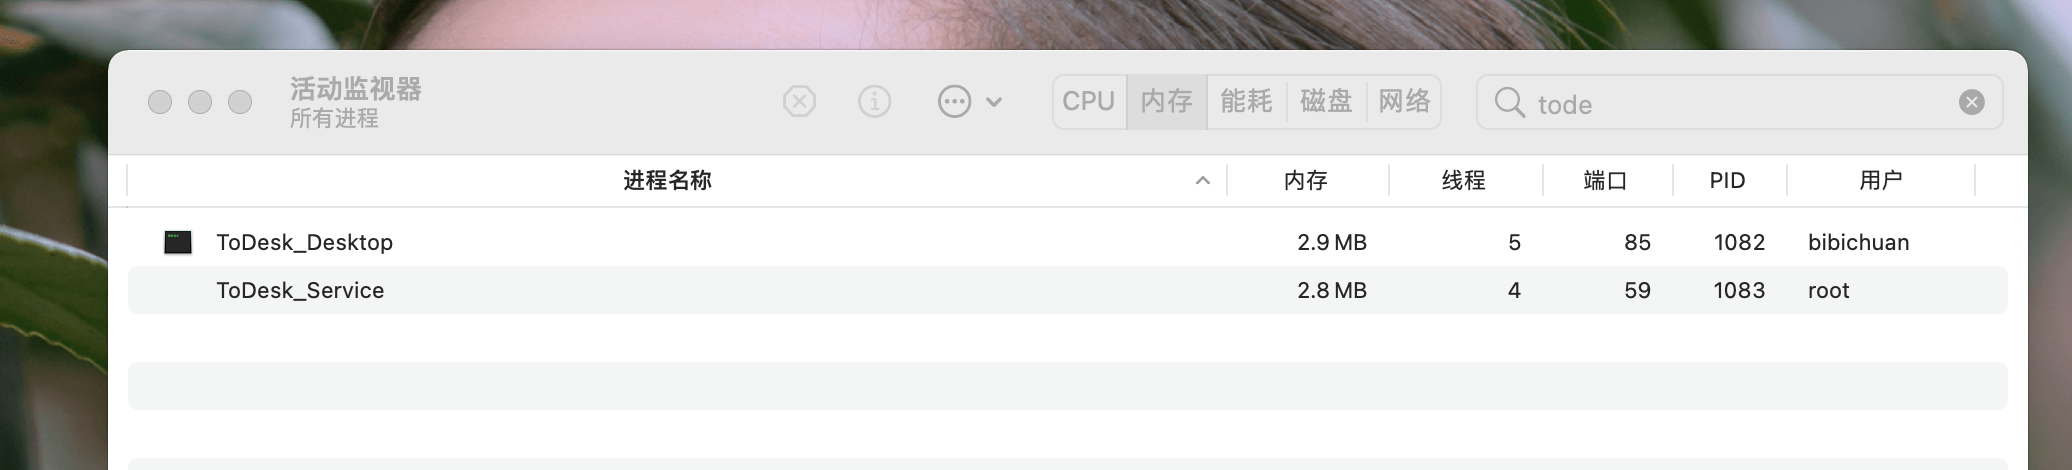 活动监视器
所有进程
CPU 内存 能耗 磁盘 网络
tode
进程名称 内存 线程 端口 PID 用户
ToDesk_Desktop 2.9 MB 5 85 1082 bibichuan
ToDesk_Service 2.8 MB 4 59 1083 root